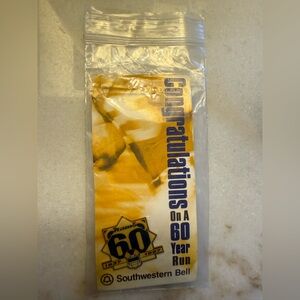 Congratulations
On A
60
Year
Run
60
Southwestern Bell